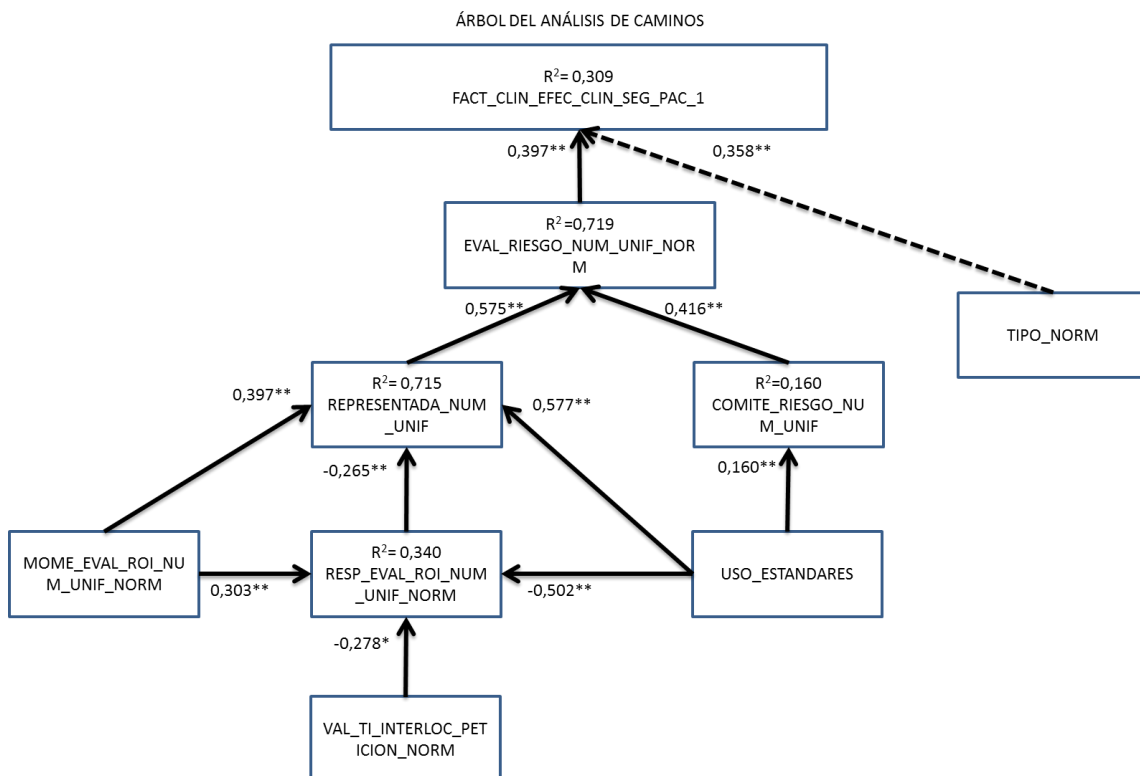 ÁRBOL DEL ANÁLISIS DE CAMINOS
R²= 0,309
FACT_CLIN_EFEC_CLIN_SEG_PAC_1
0,397**
0,358**
R² =0,719
EVAL_RIESGO_NUM_UNIF_NOR
M
0,575**
0,416**
TIPO_NORM
R²= 0,715
REPRESENTADA_NUM
_UNIF
R²=0,160
COMITE_RIESGO_NU
M_UNIF
0,397**
0,577**
-0,265**
0,160**
MOME_EVAL_ROI_NU
M_UNIF_NORM
R²= 0,340
RESP_EVAL_ROI_NUM
_UNIF_NORM
USO_ESTANDARES
0,303**
-0,502**
-0,278*
VAL_TI_INTERLOC_PET
ICION_NORM